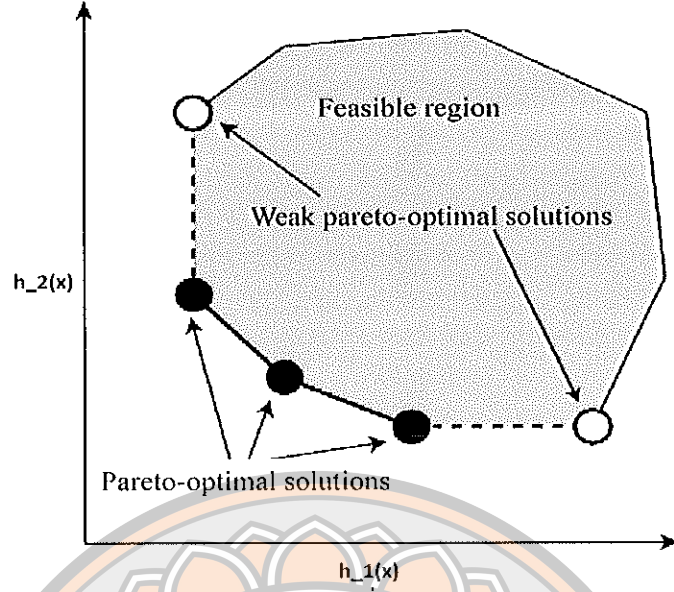 Feasible region
Weak pareto-optimal solutions
h_2(x)
Pareto-optimal solutions
h_1(x)